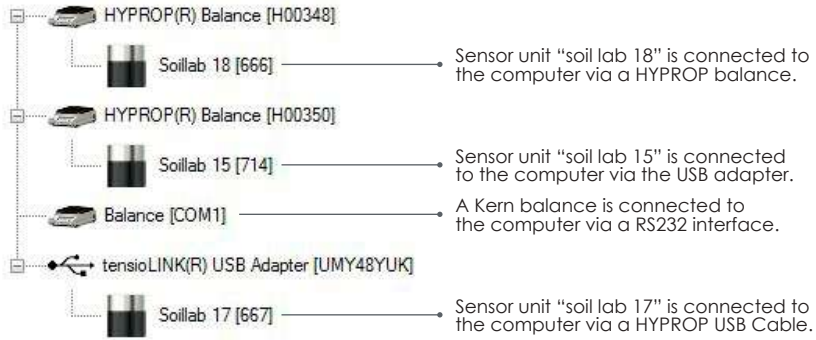 HYPROP(R) Balance [H00348]
Soillab 18 [666]
Sensor unit “soil lab 18” is connected to
the computer via a HYPROP balance.
HYPROP(R) Balance [H00350]
Soillab 15 [714]
Sensor unit “soil lab 15” is connected
to the computer via the USB adapter.
Balance [COM1]
A Kern balance is connected to
the computer via a RS232 interface.
tensioLINK(R) USB Adapter [UMY48YUK]
Soillab 17 [667]
Sensor unit “soil lab 17” is connected to
the computer via a HYPROP USB Cable.